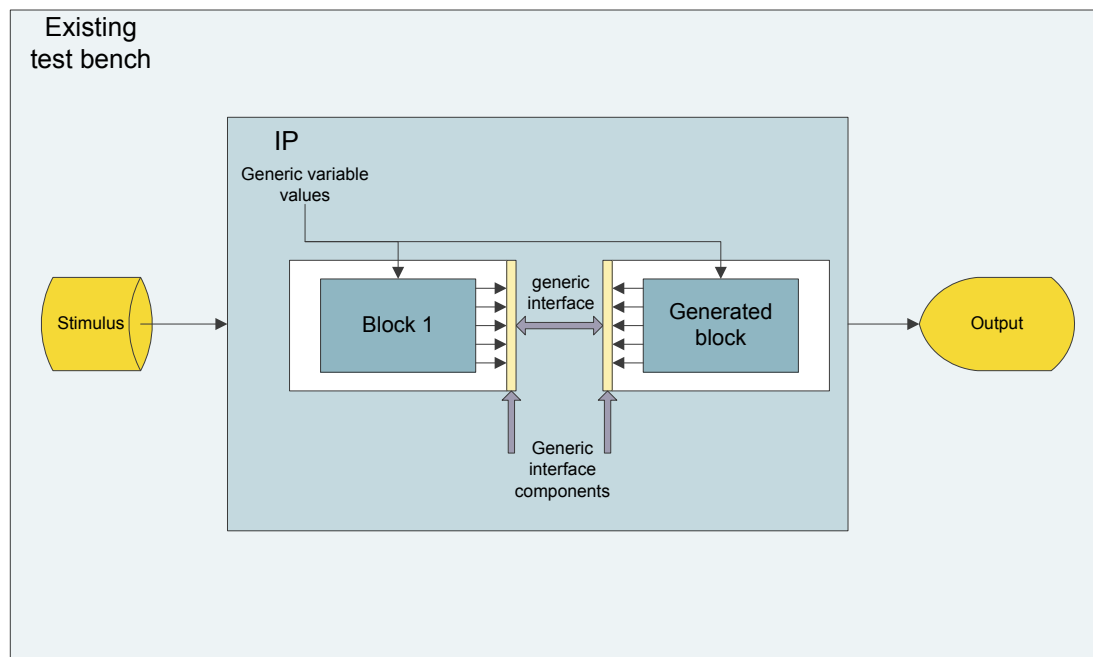 Existing
test bench
IP
Generic variable
values
Stimulus
Block 1
generic
interface
Generated
block
Output
Generic
interface
components